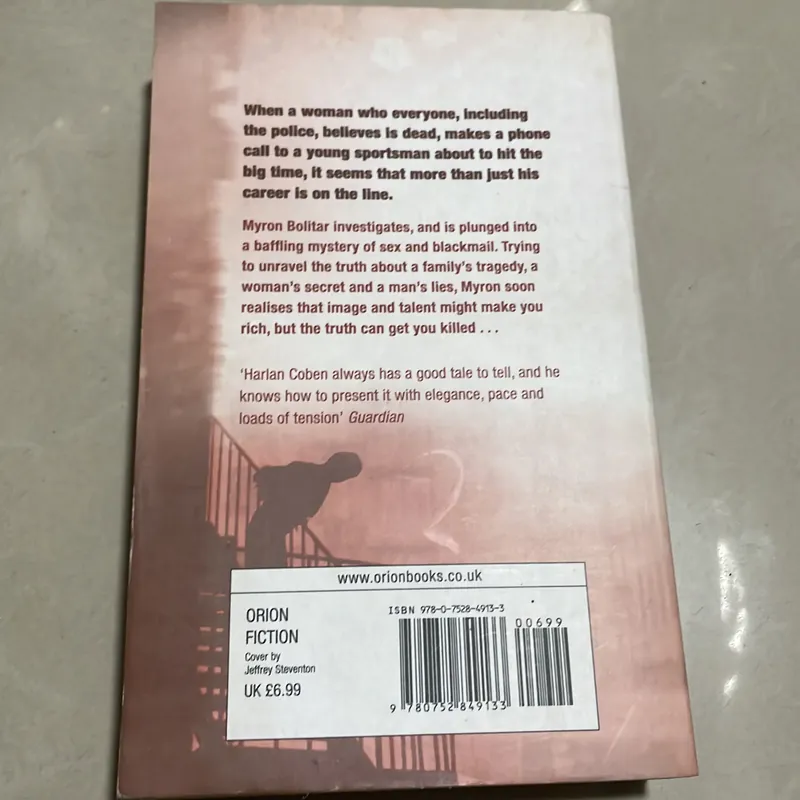 When a woman who everyone, including
the police, believes is dead, makes a phone
call to a young sportsman about to hit the
big time, it seems that more than just his
career is on the line.
Myron Bolitar investigates, and is plunged into
a baffling mystery of sex and blackmail. Trying
to unravel the truth about a family's tragedy, a
woman's secret and a man's lies, Myron soon
realises that image and talent might make you
rich, but the truth can get you killed . . .
'Harlan Coben always has a good tale to tell, and he
knows how to present it with elegance, pace and
loads of tension' Guardian
www.orionbooks.co.uk
ORION
FICTION
Cover by
Jeffrey Steventon
UK £6.99
ISBN 978-0-7528-4913-3
00699
9 780752 849133